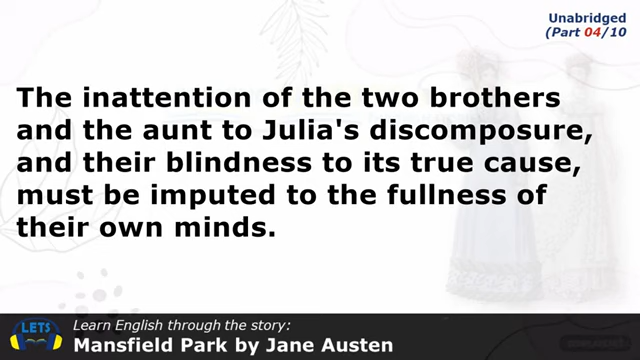 Unabridged
(Part 04/10
The inattention of the two brothers
and the aunt to Julia's discomposure,
and their blindness to its true cause,
must be imputed to the fullness of
their own minds.
LETS
Learn English through the story:
Mansfield Park by Jane Austen